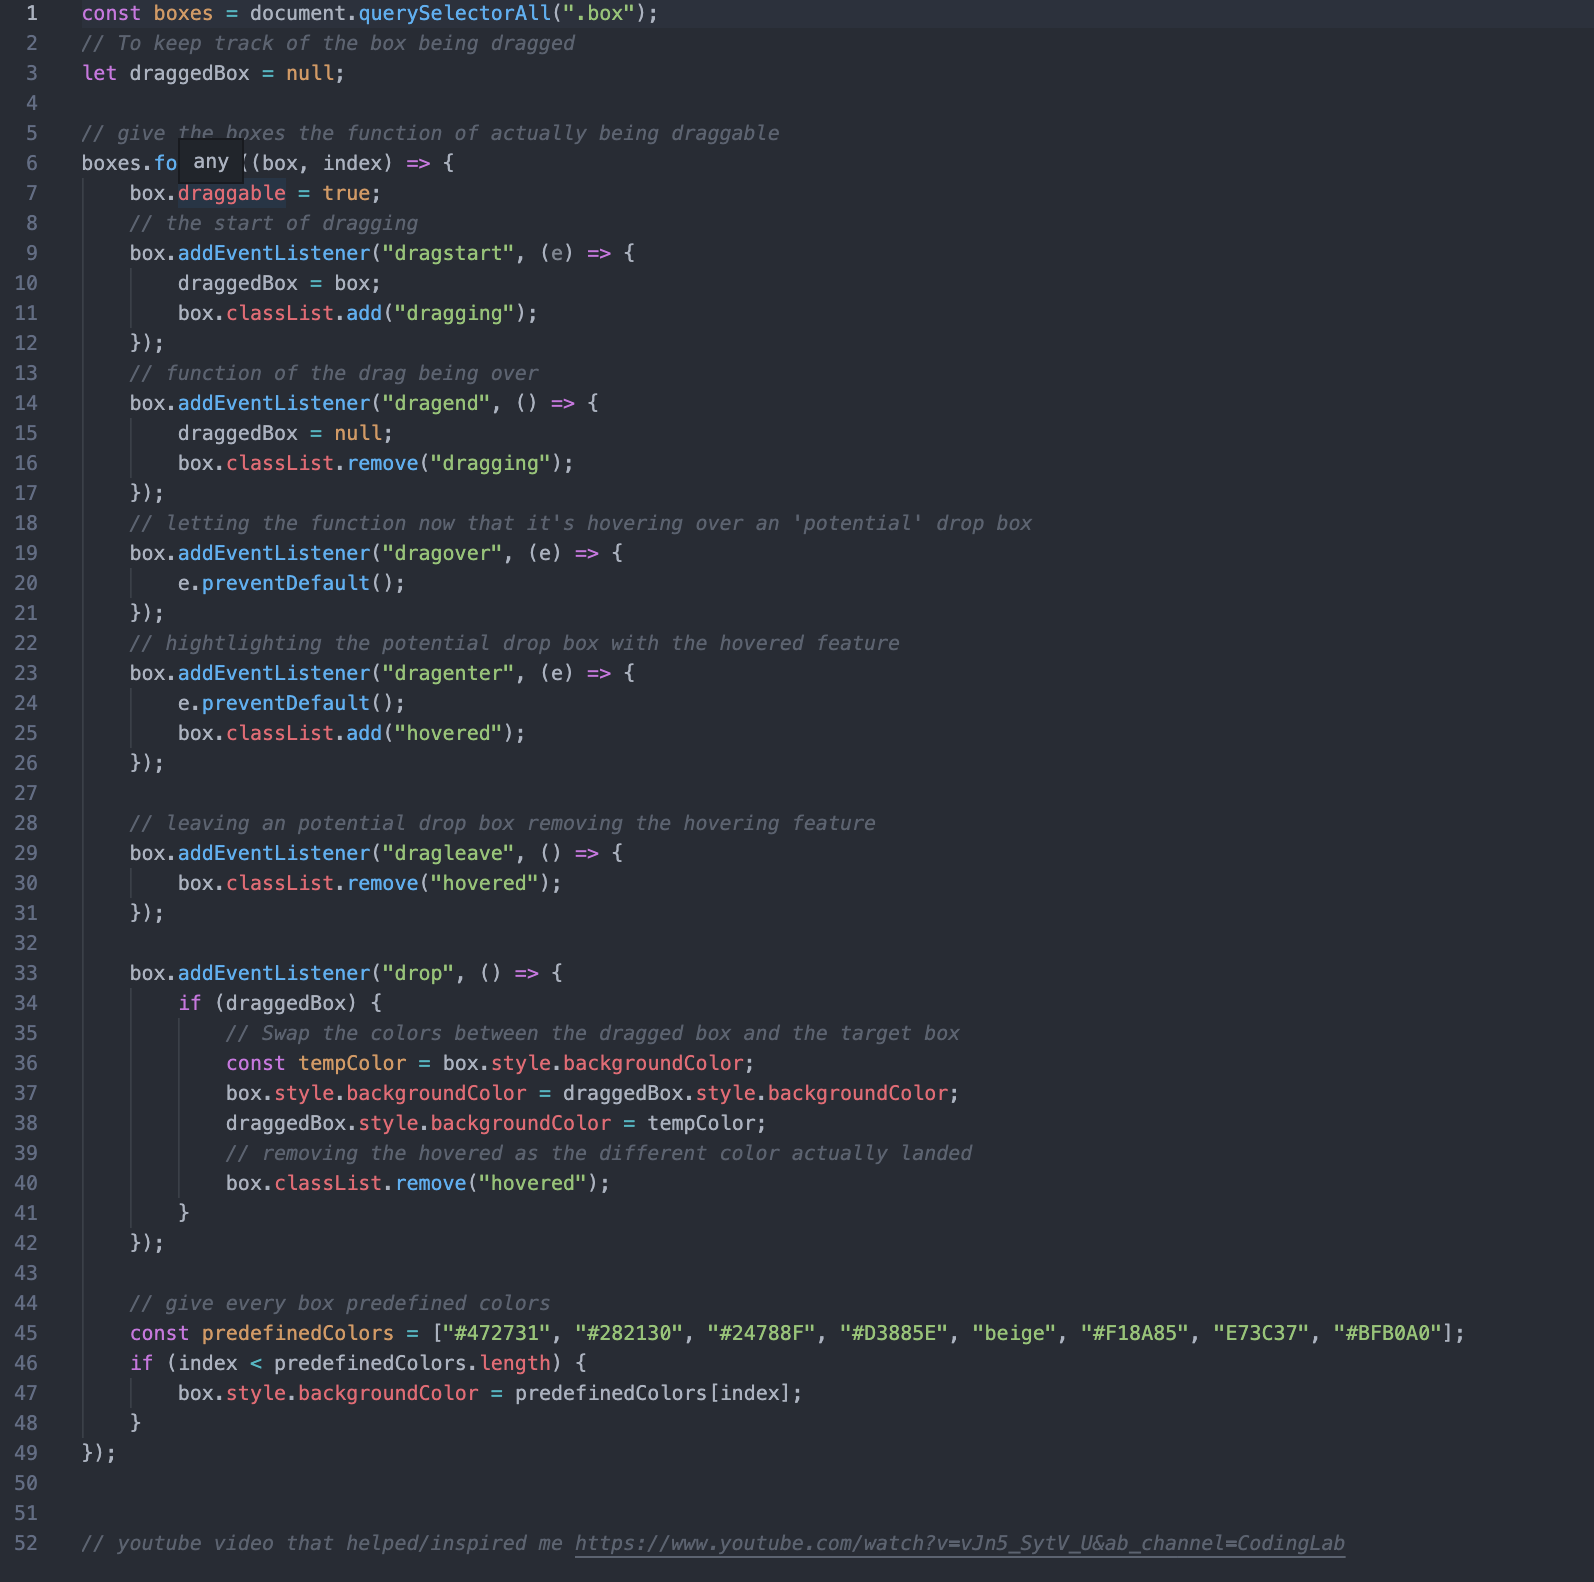 1 const boxes = document.querySelectorAll(".box");
2 // To keep track of the box being dragged
3 let draggedBox = null;
4
5 // give the boxes the function of actually being draggable
6 boxes.fo any ((box, index) => {
7 box.draggable = true;
8 // the start of dragging
9 box.addEventListener("dragstart", (e) => {
10 draggedBox = box;
11 box.classList.add("dragging");
12 });
13 // function of the drag being over
14 box.addEventListener("dragend", () => {
15 draggedBox = null;
16 box.classList.remove("dragging");
17 });
18 // letting the function now that it's hovering over an 'potential' drop box
19 box.addEventListener("dragover", (e) => {
20 e.preventDefault();
21 });
22 // hightlighting the potential drop box with the hovered feature
23 box.addEventListener("dragenter", (e) => {
24 e.preventDefault();
25 box.classList.add("hovered");
26 });
27
28 // leaving an potential drop box removing the hovering feature
29 box.addEventListener("dragleave", () => {
30 box.classList.remove("hovered");
31 });
32
33 box.addEventListener("drop", () => {
34 if (draggedBox) {
35 // Swap the colors between the dragged box and the target box
36 const tempColor = box.style.backgroundColor;
37 box.style.backgroundColor = draggedBox.style.backgroundColor;
38 draggedBox.style.backgroundColor = tempColor;
39 // removing the hovered as the different color actually landed
40 box.classList.remove("hovered");
41 }
42 });
43
44 // give every box predefined colors
45 const predefinedColors = ["#472731", "#282130", "#24788F", "#D3885E", "beige", "#F18A85", "E73C37", "#BFB0A0"];
46 if (index < predefinedColors.length) {
47 box.style.backgroundColor = predefinedColors[index];
48 }
49 });
50
51
52 // youtube video that helped/inspired me https://www.youtube.com/watch?v=vJn5_SytV_U&ab_channel=CodingLab